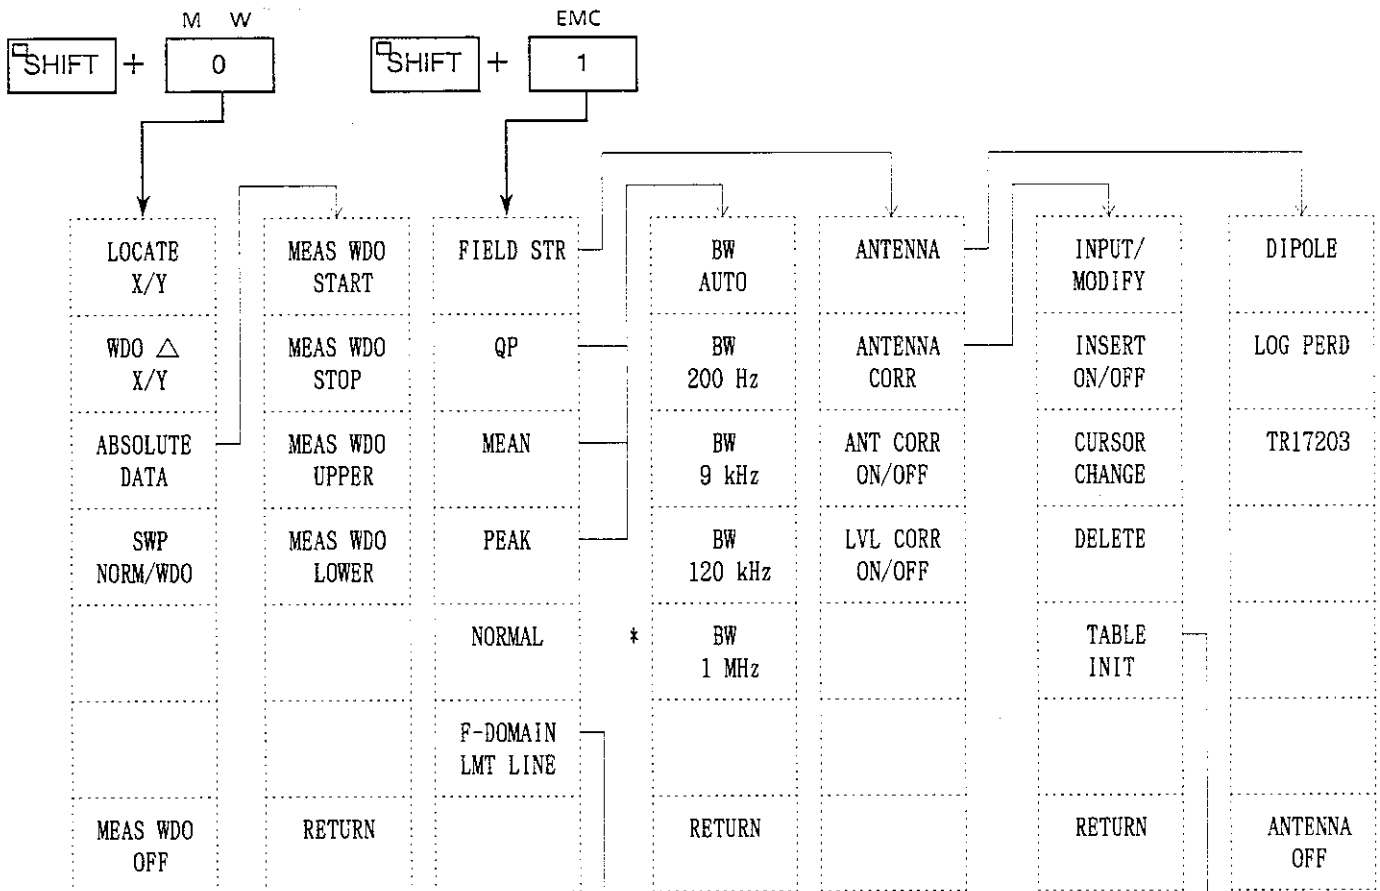 M W
SHIFT + 0
EMC
SHIFT + 1
LOCATE
X/Y
WDO △
X/Y
ABSOLUTE
DATA
SWP
NORM/WDO
MEAS WDO
OFF
MEAS WDO
START
MEAS WDO
STOP
MEAS WDO
UPPER
MEAS WDO
LOWER
RETURN
FIELD STR
QP
MEAN
PEAK
NORMAL
F-DOMAIN
LMT LINE
BW
AUTO
BW
200 Hz
BW
9 kHz
BW
120 kHz
* BW
1 MHz
RETURN
ANTENNA
ANTENNA
CORR
ANT CORR
ON/OFF
LVL CORR
ON/OFF
INPUT/
MODIFY
INSERT
ON/OFF
CURSOR
CHANGE
DELETE
TABLE
INIT
RETURN
DIPOLE
LOG PERD
TR17203
ANTENNA
OFF